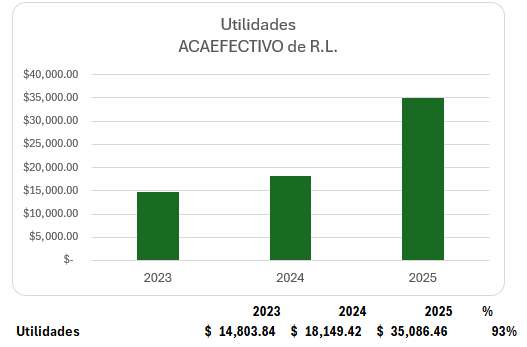 Utilidades
ACAEFECTIVO de R.L.
$40,000.00
$35,000.00
$30,000.00
$25,000.00
$20,000.00
$15,000.00
$10,000.00
$5,000.00
$-
2023 2024 2025
2023 2024 2025 %
Utilidades $ 14,803.84 $ 18,149.42 $ 35,086.46 93%